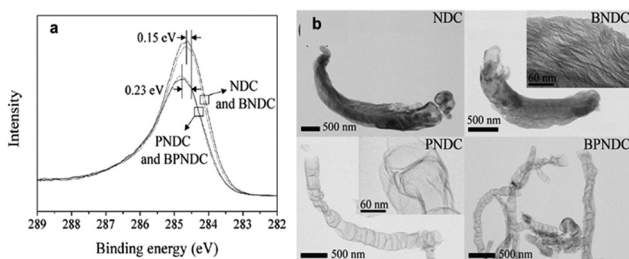 a
0.15 eV
0.23 eV
NDC
and BNDC
PNDC
and BPNDC
Intensity
289 288 287 286 285 284 283 282
Binding energy (eV)
b
NDC
500 nm
BNDC
60 nm
500 nm
PNDC
60 nm
500 nm
BPNDC
500 nm